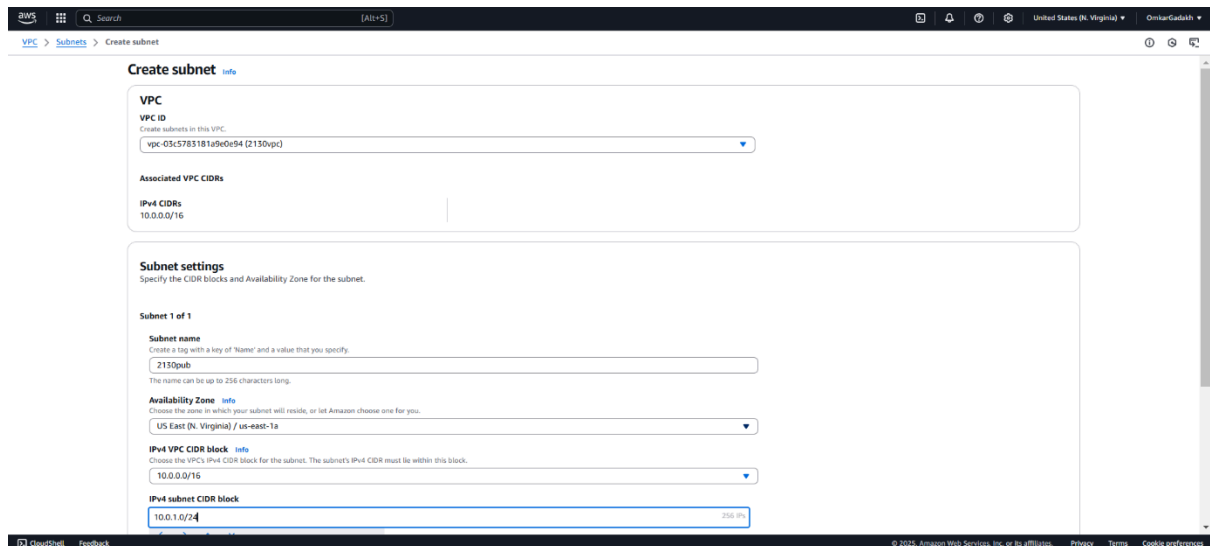 aws Search [Alt+S] United States (N. Virginia) OmkarGadakh
VPC > Subnets > Create subnet
Create subnet Info
VPC
VPC ID
Create subnets in this VPC.
vpc-03c5783181a9e0e94 (2130vpc)
Associated VPC CIDRs
IPv4 CIDRs
10.0.0.0/16
Subnet settings
Specify the CIDR blocks and Availability Zone for the subnet.
Subnet 1 of 1
Subnet name
Create a tag with a key of 'Name' and a value that you specify.
2130pub
The name can be up to 256 characters long.
Availability Zone Info
Choose the zone in which your subnet will reside, or let Amazon choose one for you.
US East (N. Virginia) / us-east-1a
IPv4 VPC CIDR block Info
Choose the VPC's IPv4 CIDR block for the subnet. The subnet's IPv4 CIDR must lie within this block.
10.0.0.0/16
IPv4 subnet CIDR block
10.0.1.0/24 256 IPs
CloudShell Feedback © 2025, Amazon Web Services, Inc. or its affiliates. Privacy Terms Cookie preferences